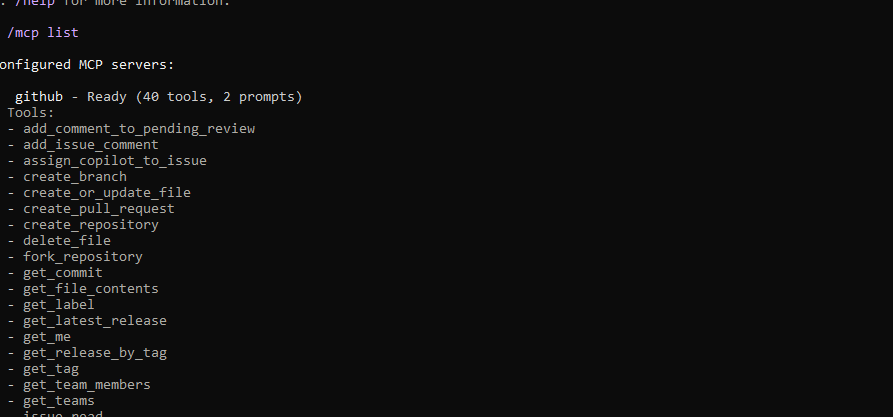 . /help for more information.
/mcp list
onfigured MCP servers:
github - Ready (40 tools, 2 prompts)
Tools:
- add_comment_to_pending_review
- add_issue_comment
- assign_copilot_to_issue
- create_branch
- create_or_update_file
- create_pull_request
- create_repository
- delete_file
- fork_repository
- get_commit
- get_file_contents
- get_label
- get_latest_release
- get_me
- get_release_by_tag
- get_tag
- get_team_members
- get_teams
- issue_read